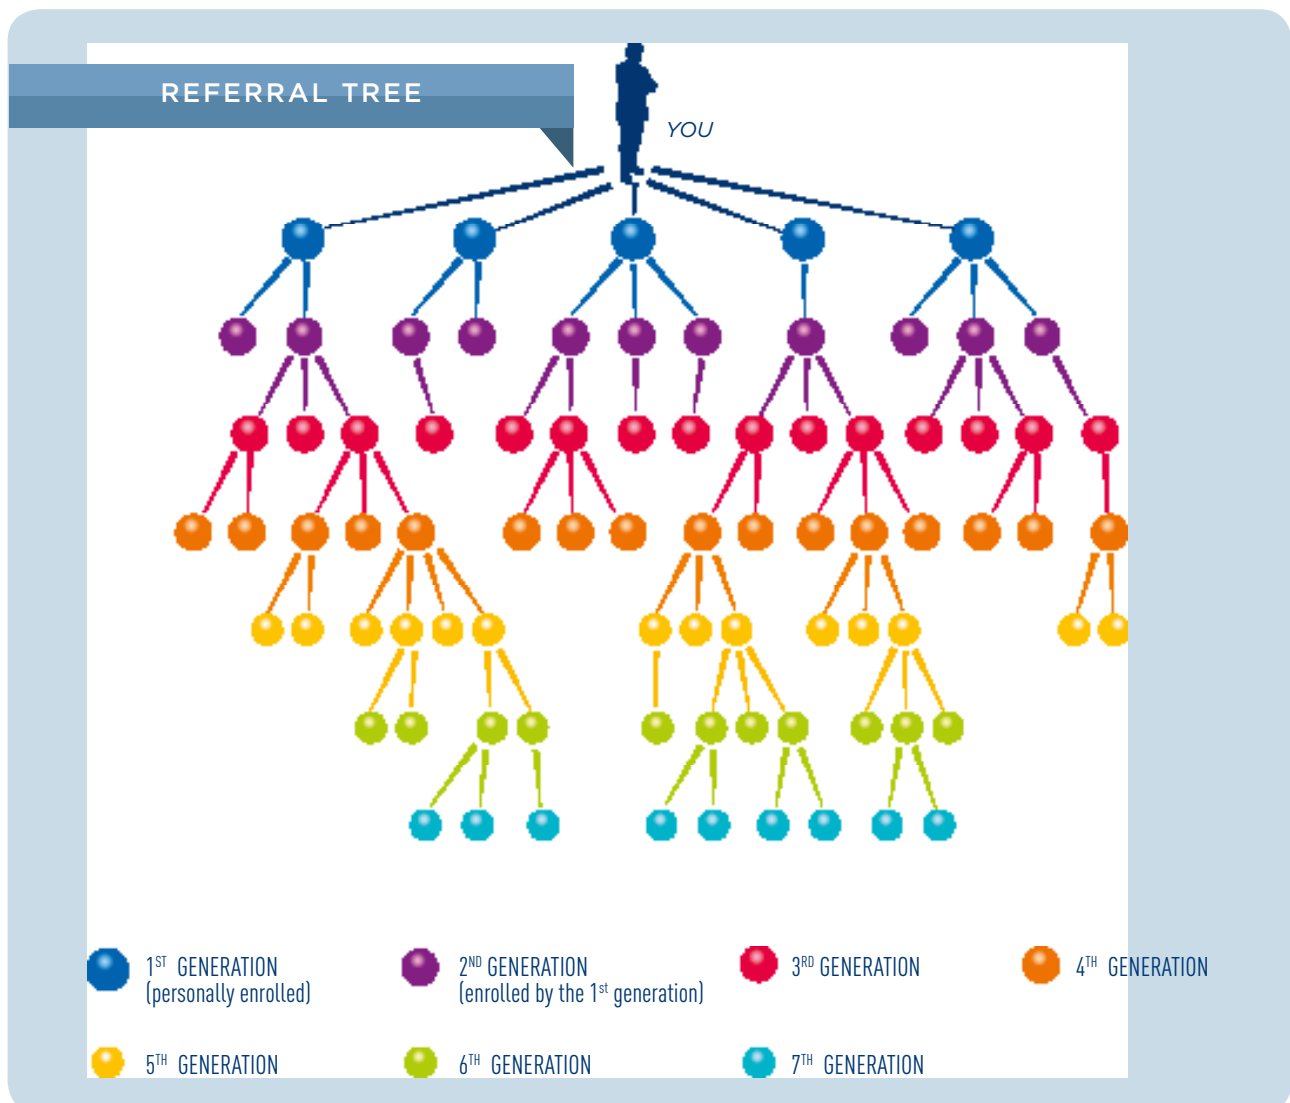 REFERRAL TREE
YOU
1ST GENERATION
(personally enrolled)
2ND GENERATION
(enrolled by the 1st generation)
3RD GENERATION
4TH GENERATION
5TH GENERATION
6TH GENERATION
7TH GENERATION